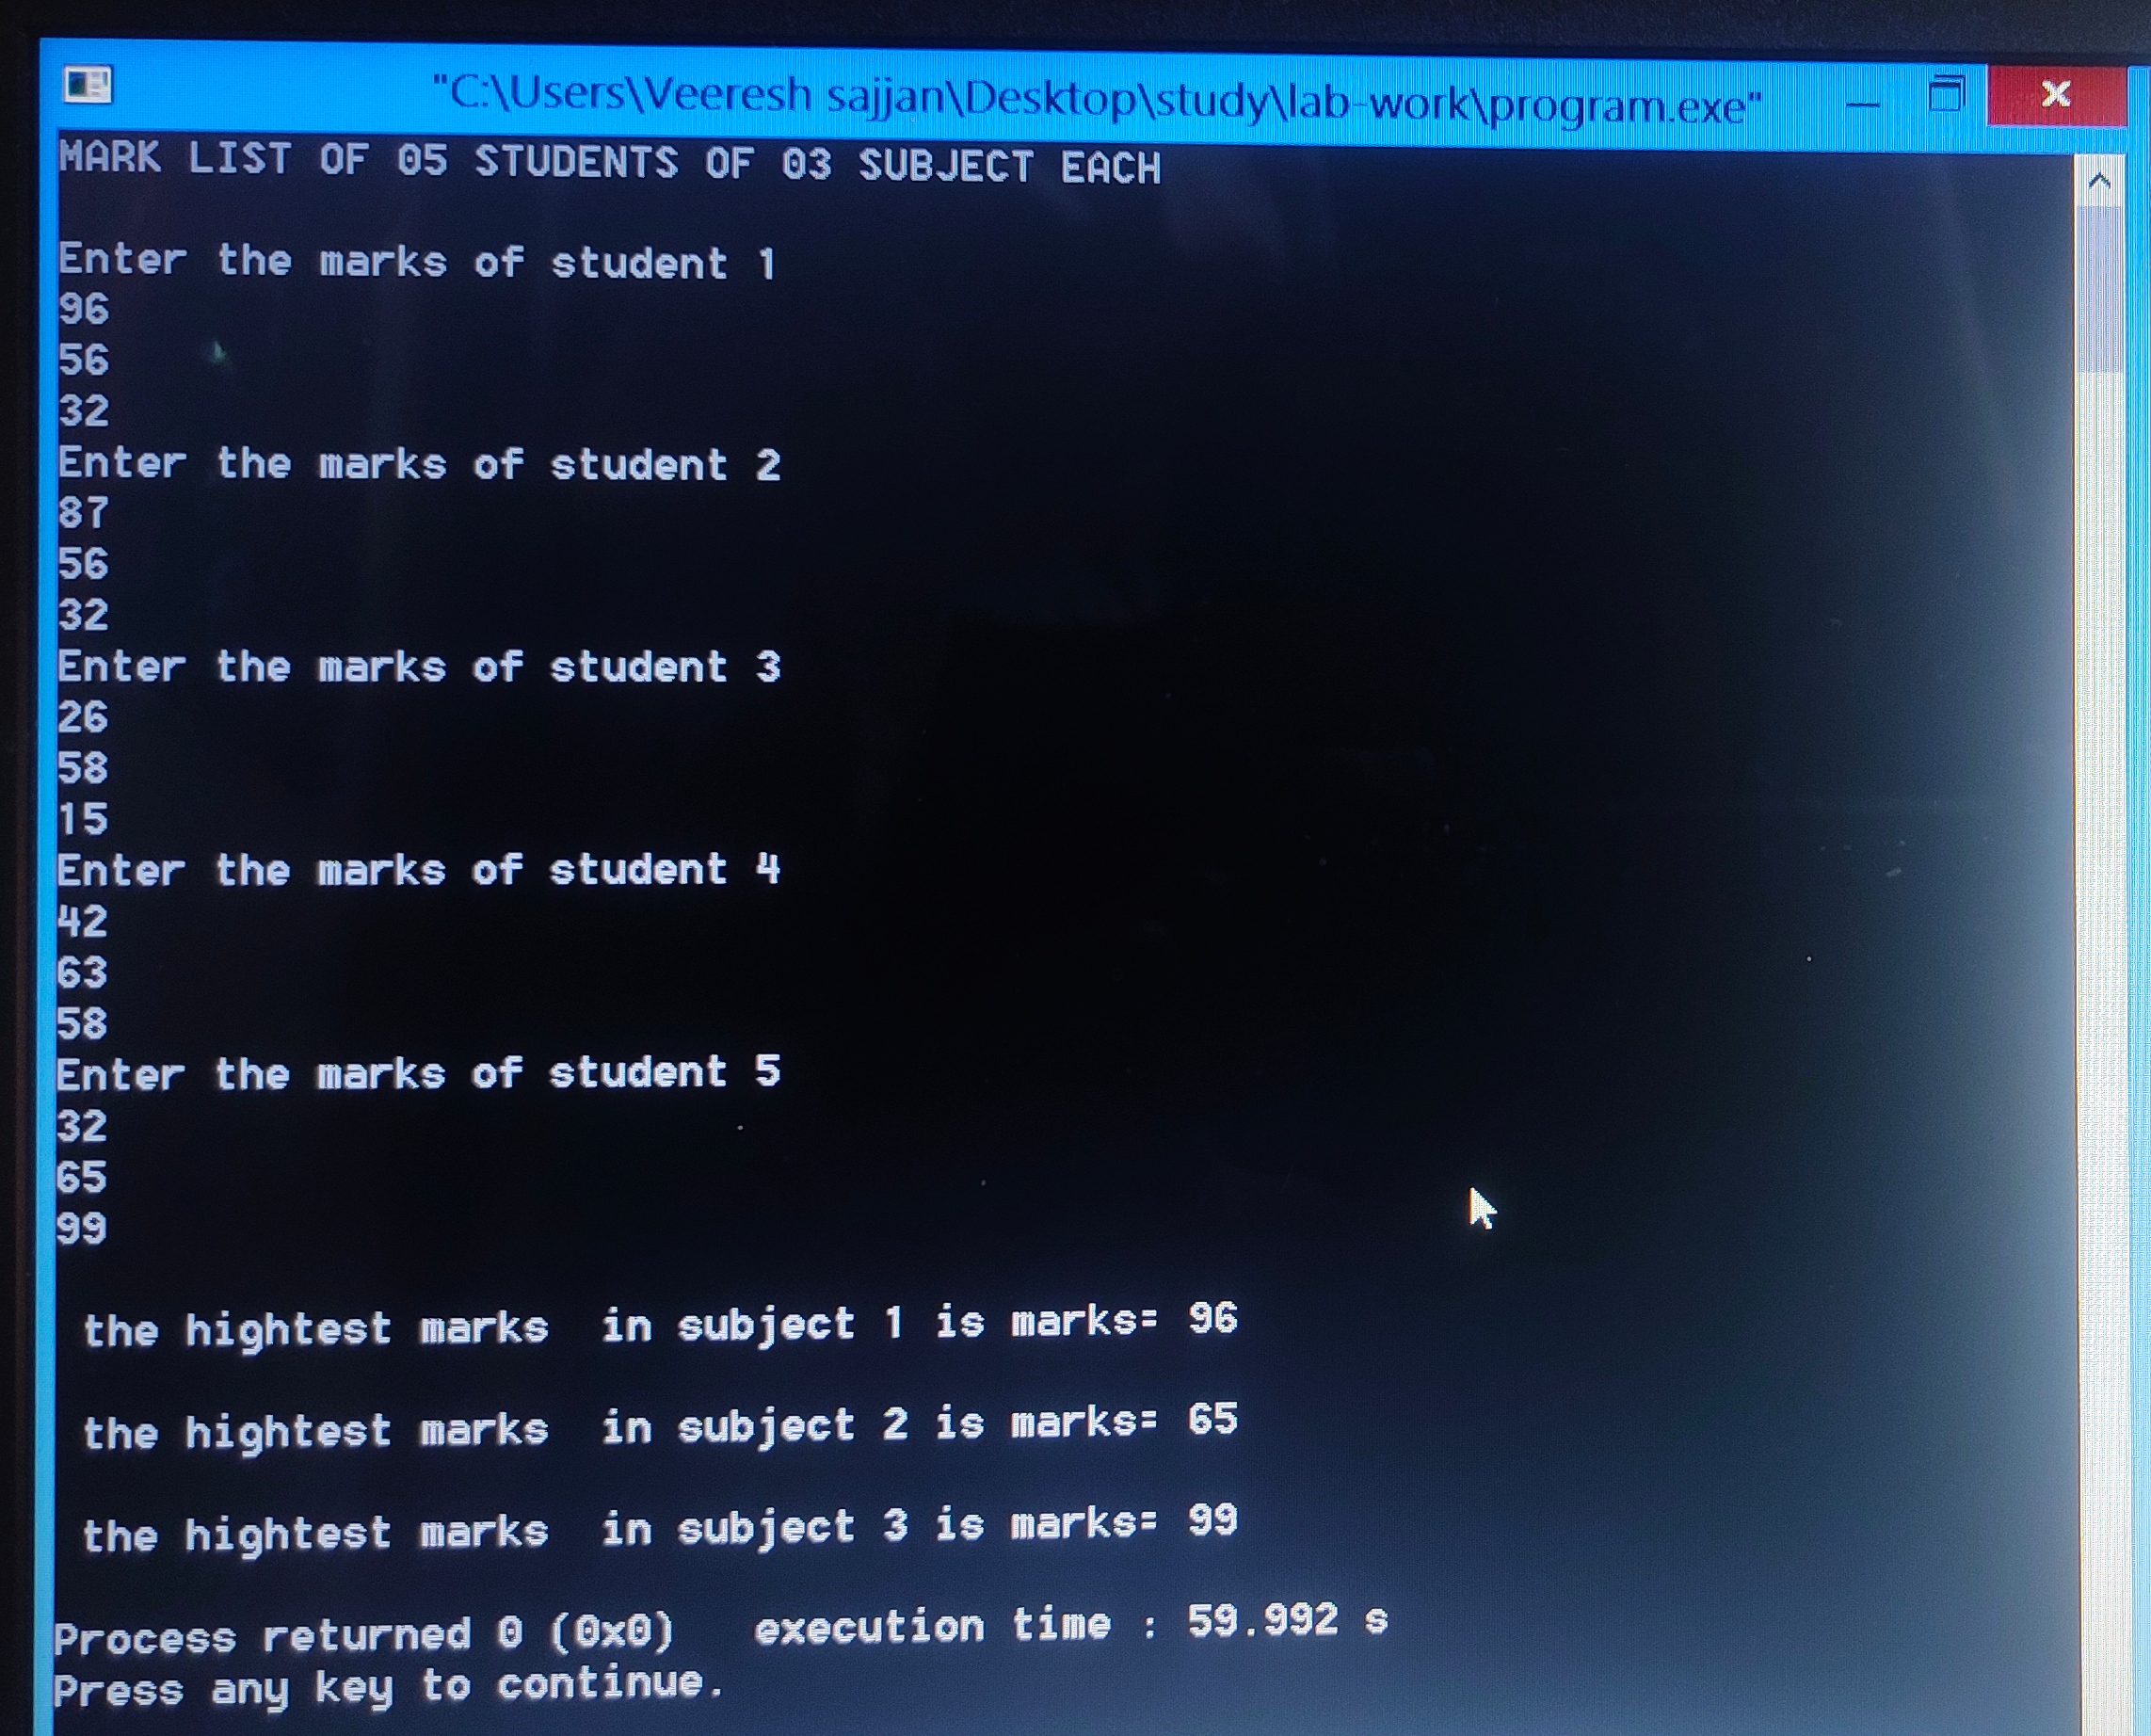 "C:\Users\Veeresh sajjan\Desktop\study\lab-work\program.exe"
MARK LIST OF 05 STUDENTS OF 03 SUBJECT EACH
Enter the marks of student 1
96
56
32
Enter the marks of student 2
87
56
32
Enter the marks of student 3
26
58
15
Enter the marks of student 4
42
63
58
Enter the marks of student 5
32
65
99
the hightest marks  in subject 1 is marks= 96
the hightest marks  in subject 2 is marks= 65
the hightest marks  in subject 3 is marks= 99
Process returned 0 (0x0)   execution time : 59.992 s
Press any key to continue.